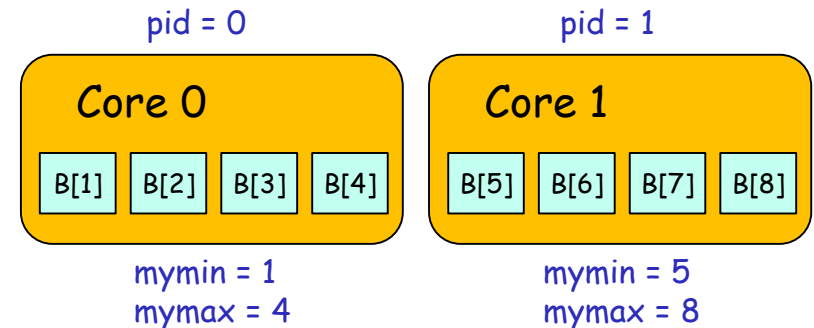 pid = 0
pid = 1
Core 0
Core 1
B[1] B[2] B[3] B[4]
B[5] B[6] B[7] B[8]
mymin = 1
mymax = 4
mymin = 5
mymax = 8